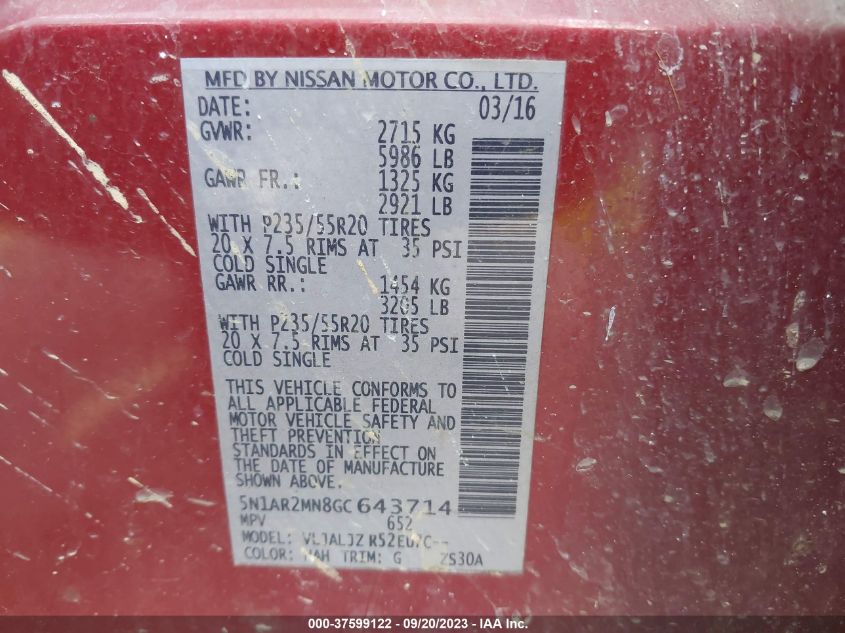 MFD BY NISSAN MOTOR CO., LTD.
DATE: 03/16
GVWR: 2715 KG
5986 LB
GAWR FR.: 1325 KG
2921 LB
WITH P235/55R20 TIRES
20 X 7.5 RIMS AT 35 PSI
COLD SINGLE
GAWR RR.: 1454 KG
3205 LB
WITH P235/55R20 TIRES
20 X 7.5 RIMS AT 35 PSI
COLD SINGLE
THIS VEHICLE CONFORMS TO
ALL APPLICABLE FEDERAL
MOTOR VEHICLE SAFETY AND
THEFT PREVENTION
STANDARDS IN EFFECT ON
THE DATE OF MANUFACTURE
SHOWN ABOVE.
5N1AR2MN8GC643714
MPV 652
MODEL:
COLOR: NAH TRIM: G ZS30A
000-37599122 - 09/20/2023 - IAA Inc.